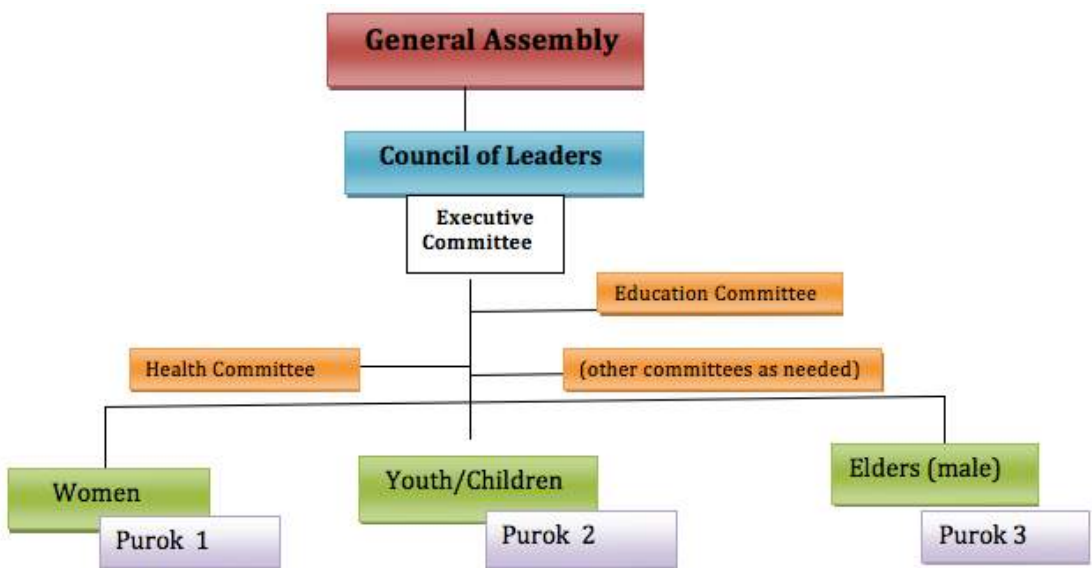 General Assembly
Council of Leaders
Executive
Committee
Education Committee
Health Committee
(other committees as needed)
Women
Youth/Children
Elders (male)
Purok 1
Purok 2
Purok 3